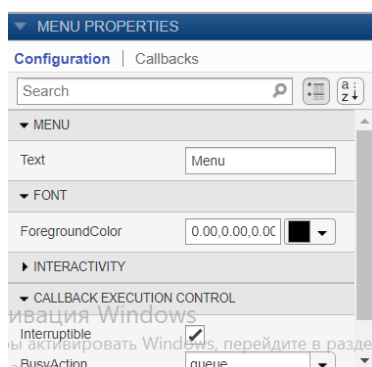 MENU PROPERTIES
Configuration | Callbacks
Search
MENU
Text Menu
FONT
ForegroundColor 0.00,0.00,0.00
INTERACTIVITY
CALLBACK EXECUTION CONTROL
ивация Windows
Interruptible
ы активировать Windows, перейдите в разде
BusyAction queue